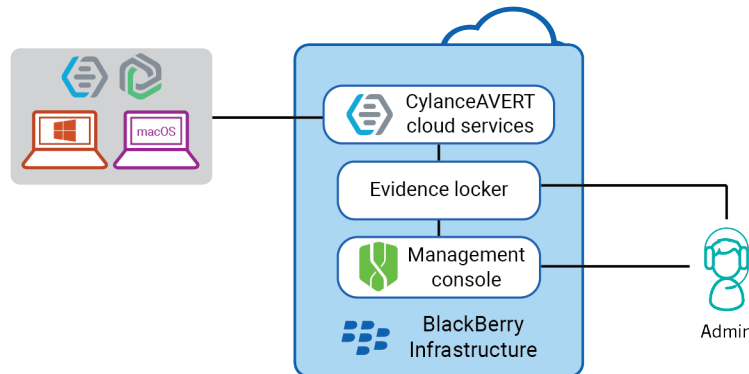 macOS
CylanceAVERT
cloud services
Evidence locker
Management
console
BlackBerry
Infrastructure
Admin